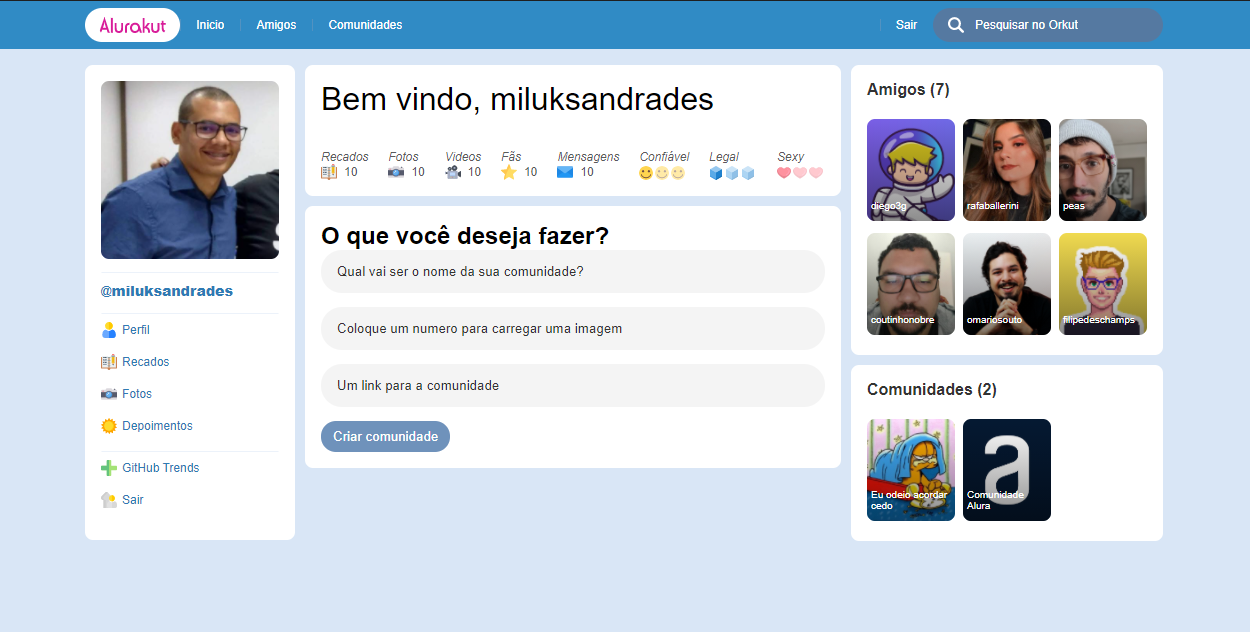 Alurakut
Inicio
Amigos
Comunidades
Sair
Pesquisar no Orkut
@miluksandrades
Perfil
Recados
Fotos
Depoimentos
GitHub Trends
Sair
Bem vindo, miluksandrades
Recados
10
Fotos
10
Videos
10
Fãs
10
Mensagens
10
Confiável
Legal
Sexy
O que você deseja fazer?
Qual vai ser o nome da sua comunidade?
Coloque um numero para carregar uma imagem
Um link para a comunidade
Criar comunidade
Amigos (7)
diego3g
rafaballerini
peas
coutinhonobre
omariosouto
filipedeschamps
Comunidades (2)
Eu odeio acordar
cedo
a
Comunidade
Alura